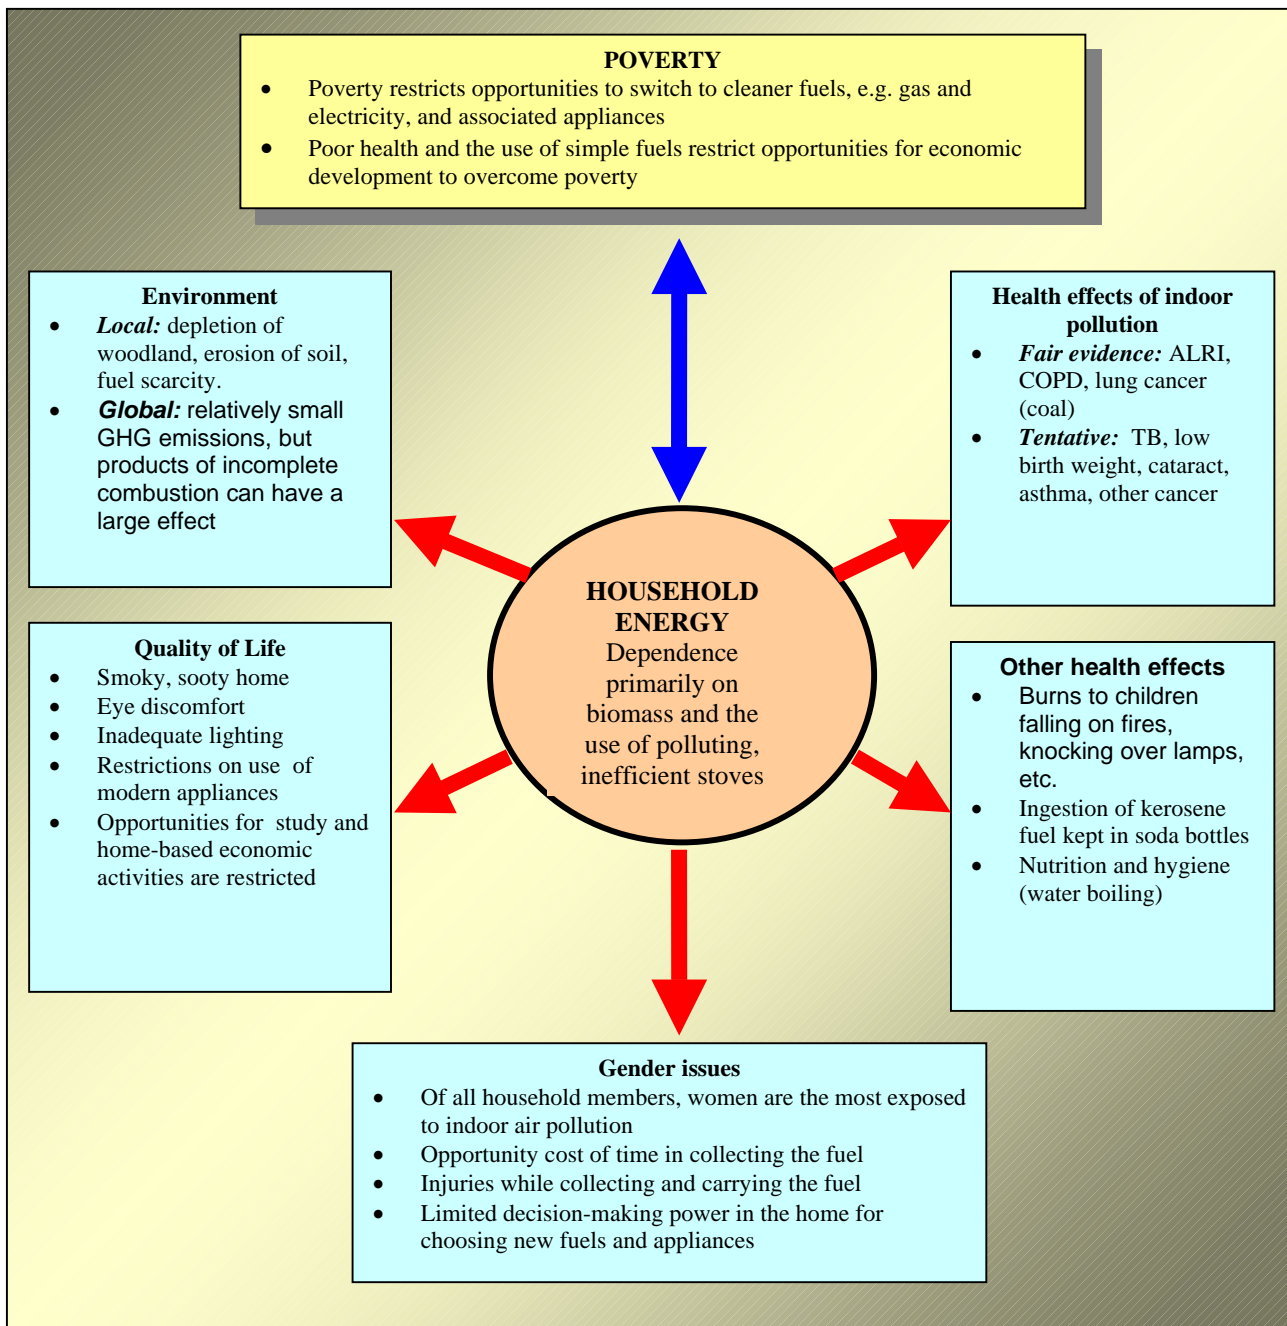 POVERTY
• Poverty restricts opportunities to switch to cleaner fuels, e.g. gas and
electricity, and associated appliances
• Poor health and the use of simple fuels restrict opportunities for economic
development to overcome poverty
Environment
• Local: depletion of
woodland, erosion of soil,
fuel scarcity.
• Global: relatively small
GHG emissions, but
products of incomplete
combustion can have a
large effect
Health effects of indoor
pollution
• Fair evidence: ALRI,
COPD, lung cancer
(coal)
• Tentative: TB, low
birth weight, cataract,
asthma, other cancer
HOUSEHOLD
ENERGY
Dependence
primarily on
biomass and the
use of polluting,
inefficient stoves
Quality of Life
• Smoky, sooty home
• Eye discomfort
• Inadequate lighting
• Restrictions on use of
modern appliances
• Opportunities for study and
home-based economic
activities are restricted
Other health effects
• Burns to children
falling on fires,
knocking over lamps,
etc.
• Ingestion of kerosene
fuel kept in soda bottles
• Nutrition and hygiene
(water boiling)
Gender issues
• Of all household members, women are the most exposed
to indoor air pollution
• Opportunity cost of time in collecting the fuel
• Injuries while collecting and carrying the fuel
• Limited decision-making power in the home for
choosing new fuels and appliances